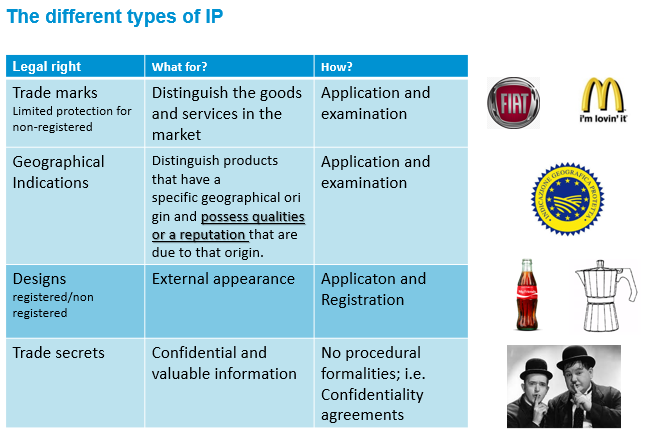 The different types of IP
Legal right
What for?
How?
Trade marks
Limited protection for
non-registered
Distinguish the goods
and services in the
market
Application and
examination
Geographical
Indications
Distinguish products
that have a
specific geographical ori
gin and possess qualities
or a reputation that are
due to that origin.
Application and
examination
Designs
registered/non
registered
External appearance
Applicaton and
Registration
Trade secrets
Confidential and
valuable information
No procedural
formalities; i.e.
Confidentiality
agreements
FIAT
M
i'm lovin' it
INDICAZIONE GEOGRAFICA PROTETTA